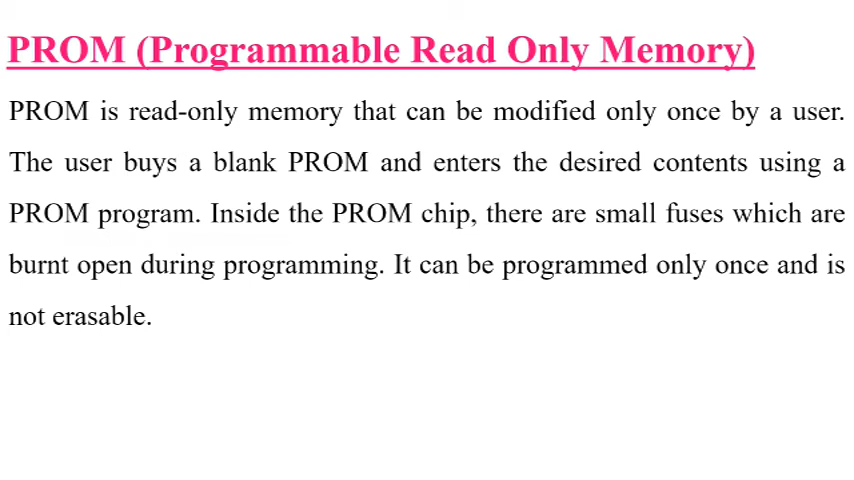 PROM (Programmable Read Only Memory)
PROM is read-only memory that can be modified only once by a user.
The user buys a blank PROM and enters the desired contents using a
PROM program. Inside the PROM chip, there are small fuses which are
burnt open during programming. It can be programmed only once and is
not erasable.